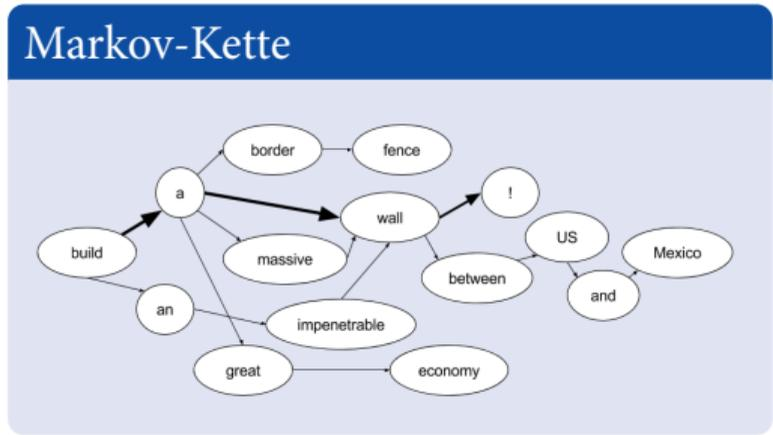 Markov-Kette
border
fence
a
!
wall
build
massive
US
Mexico
between
an
and
impenetrable
great
economy